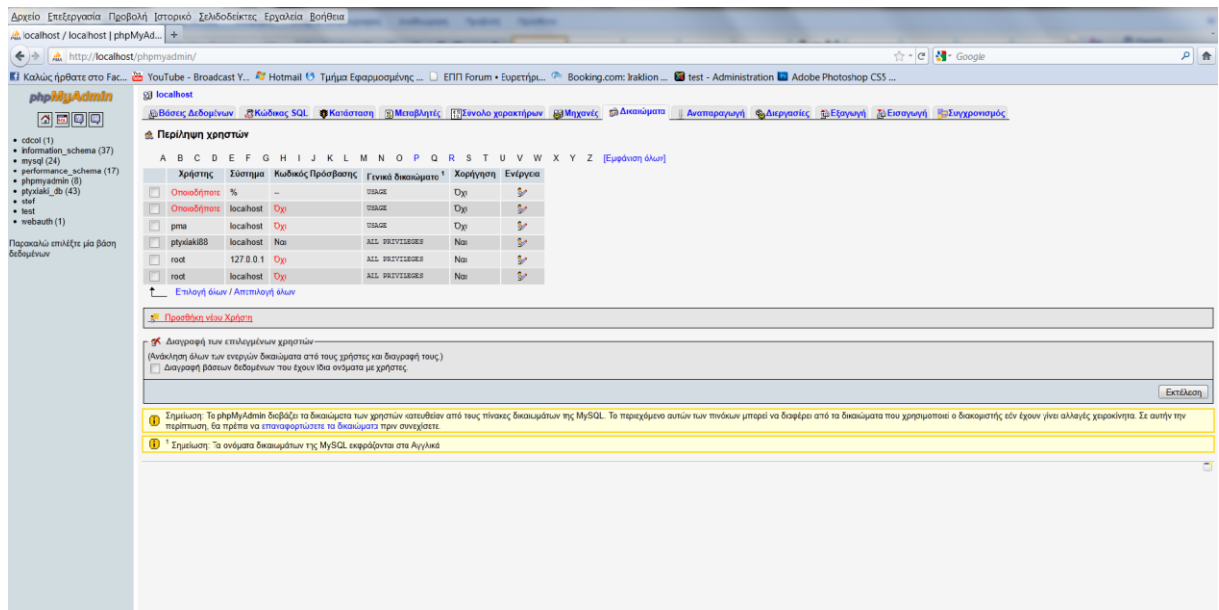 Αρχείο Επεξεργασία Προβολή Ιστορικό Σελιδοδείκτες Εργαλεία Βοήθεια
localhost / localhost | phpMyAd... +
http://localhost/phpmyadmin/ Google
Καλώς ήρθατε στο Fac... YouTube - Broadcast Y... Hotmail Τμήμα Εφαρμοσμένης ... ΕΠΠ Forum • Ευρετήρι... Booking.com: Iraklion ... test - Administration Adobe Photoshop CS5 ...
phpMyAdmin
cdcol (1)
information_schema (37)
mysql (24)
performance_schema (17)
phpmyadmin (8)
ptyxiaki_db (43)
stef
test
webauth (1)
Παρακαλώ επιλέξτε μία βάση
δεδομένων
localhost
Βάσεις Δεδομένων Κώδικας SQL Κατάσταση Μεταβλητές Σύνολο χαρακτήρων Μηχανές Δικαιώματα Αναπαραγωγή Διεργασίες Εξαγωγή Εισαγωγή Συγχρονισμός
Περίληψη χρηστών
A B C D E F G H I J K L M N O P Q R S T U V W X Y Z [Εμφάνιση όλων]
Χρήστης Σύστημα Κωδικός Πρόσβασης Γενικά δικαιώματα 1 Χορήγηση Ενέργεια
Οποιοδήποτε % -- USAGE Όχι
Οποιοδήποτε localhost Όχι USAGE Όχι
pma localhost Όχι USAGE Όχι
ptyxiaki88 localhost Ναι ALL PRIVILEGES Ναι
root 127.0.0.1 Όχι ALL PRIVILEGES Ναι
root localhost Όχι ALL PRIVILEGES Ναι
Επιλογή όλων / Απεπιλογή όλων
Προσθήκη νέου Χρήστη
Διαγραφή των επιλεγμένων χρηστών
(Ανάκληση όλων των ενεργών δικαιώματα από τους χρήστες και διαγραφή τους.)
Διαγραφή βάσεων δεδομένων που έχουν ίδια ονόματα με χρήστες.
Εκτέλεση
Σημείωση: Το phpMyAdmin διαβάζει τα δικαιώματα των χρηστών κατευθείαν από τους πίνακες δικαιωμάτων της MySQL. Το περιεχόμενο αυτών των πινάκων μπορεί να διαφέρει από τα δικαιώματα που χρησιμοποιεί ο διακομιστής εάν έχουν γίνει αλλαγές χειροκίνητα. Σε αυτήν την
περίπτωση, θα πρέπει να επαναφορτώσετε τα δικαιώματα πριν συνεχίσετε.
1 Σημείωση: Τα ονόματα δικαιωμάτων της MySQL εκφράζονται στα Αγγλικά